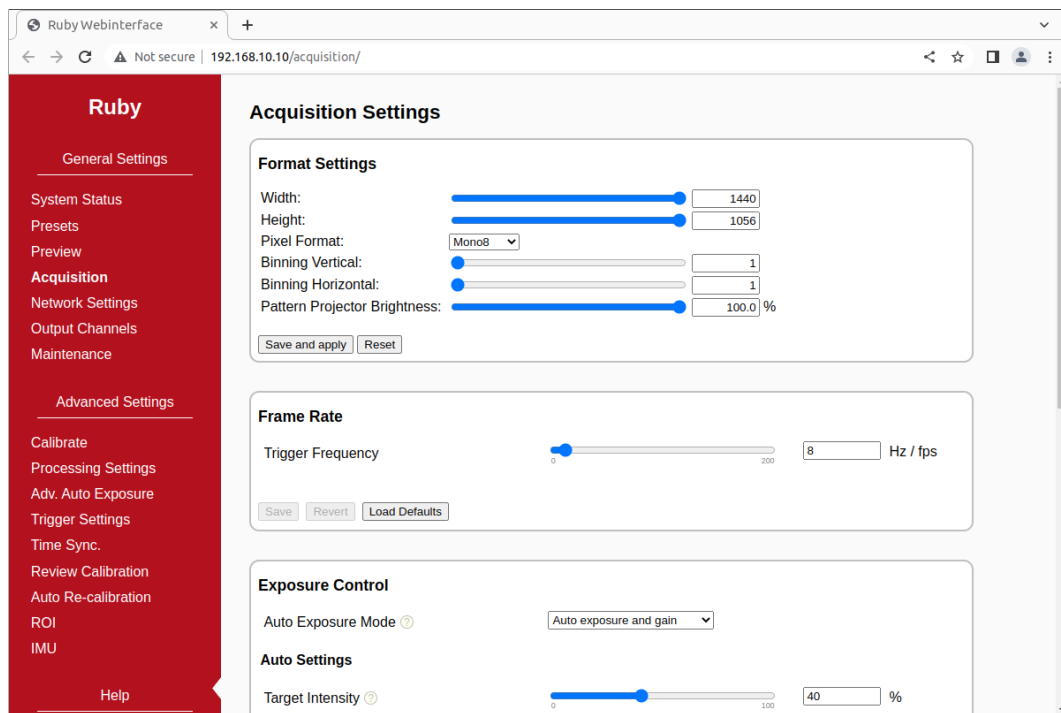 Ruby Webinterface
Not secure | 192.168.10.10/acquisition/
Ruby
General Settings
System Status
Presets
Preview
Acquisition
Network Settings
Output Channels
Maintenance
Advanced Settings
Calibrate
Processing Settings
Adv. Auto Exposure
Trigger Settings
Time Sync.
Review Calibration
Auto Re-calibration
ROI
IMU
Help
Acquisition Settings
Format Settings
Width: 1440
Height: 1056
Pixel Format: Mono8
Binning Vertical: 1
Binning Horizontal: 1
Pattern Projector Brightness: 100.0 %
Save and apply Reset
Frame Rate
Trigger Frequency 8 Hz / fps
0 200
Save Revert Load Defaults
Exposure Control
Auto Exposure Mode ? Auto exposure and gain
Auto Settings
Target Intensity ? 40 %
0 100